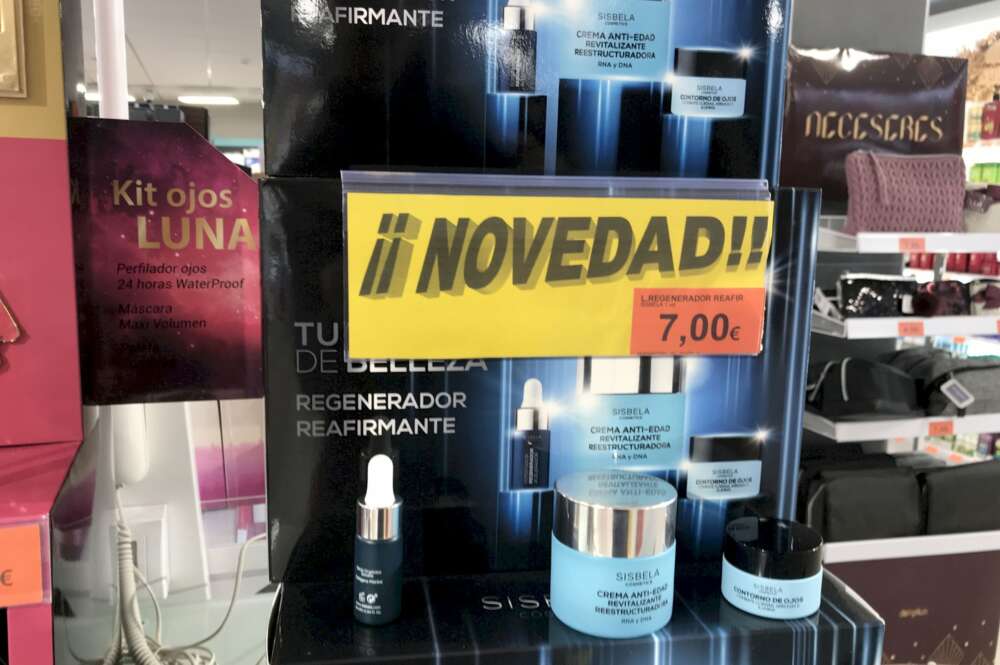 REAFIRMANTE
SISBELA
CREMA ANTI-EDAD
REVITALIZANTE
REESTRUCTURADORA
RNA y DNA
CONTORNO DE OJOS
NECESERES
Kit ojos
LUNA
Perfilador ojos
24 horas WaterProof
Máscara
Maxi Volumen
¡¡NOVEDAD!!
L.REGENERADOR REAFIR
7,00€
TU
DE BELLEZA
REGENERADOR
REAFIRMANTE
SISBELA
COSMETICS
CREMA ANTI-EDAD
REVITALIZANTE
REESTRUCTURADORA
RNA y DNA
SISBELA
CONTORNO DE OJOS
SISBELA
COSMETICS
CREMA ANTI-EDAD
REVITALIZANTE
REESTRUCTURADORA
RNA y DNA
SISBELA
CONTORNO DE OJOS
SISB
€